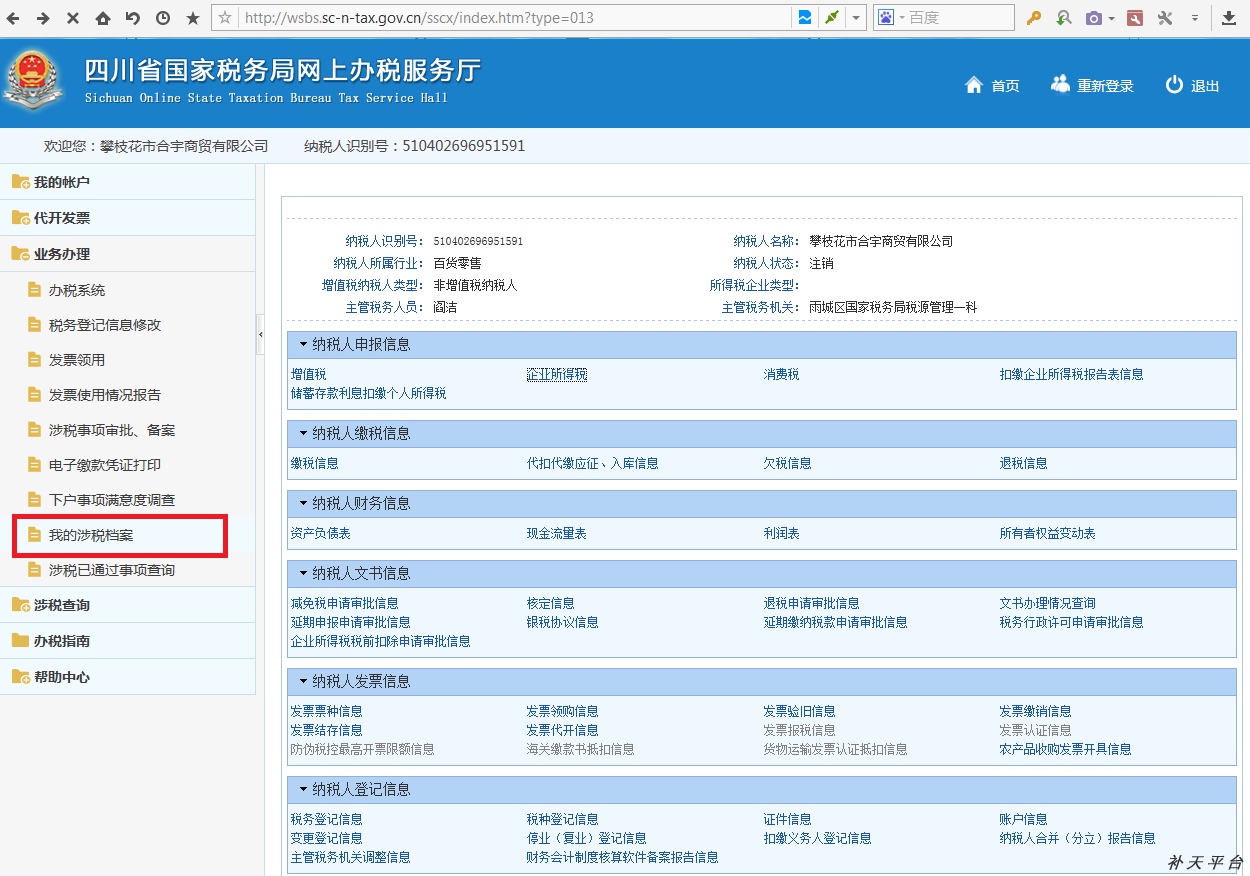 http://wsbs.sc-n-tax.gov.cn/sscx/index.htm?type=013
百度
四川省国家税务局网上办税服务厅
Sichuan Online State Taxation Bureau Tax Service Hall
首页 重新登录 退出
欢迎您：攀枝花市合宇商贸有限公司 纳税人识别号：510402696951591
我的帐户
代开发票
业务办理
办税系统
税务登记信息修改
发票领用
发票使用情况报告
涉税事项审批、备案
电子缴款凭证打印
下户事项满意度调查
我的涉税档案
涉税已通过事项查询
涉税查询
办税指南
帮助中心
纳税人识别号： 510402696951591 纳税人名称： 攀枝花市合宇商贸有限公司
纳税人所属行业： 百货零售 纳税人状态： 注销
增值税纳税人类型： 非增值税纳税人 所得税企业类型：
主管税务人员： 阎洁 主管税务机关： 雨城区国家税务局税源管理一科
纳税人申报信息
增值税 企业所得税 消费税 扣缴企业所得税报告表信息
储蓄存款利息扣缴个人所得税
纳税人缴税信息
缴税信息 代扣代缴应征、入库信息 欠税信息 退税信息
纳税人财务信息
资产负债表 现金流量表 利润表 所有者权益变动表
纳税人文书信息
减免税申请审批信息 核定信息 退税申请审批信息 文书办理情况查询
延期申报申请审批信息 银税协议信息 延期缴纳税款申请审批信息 税务行政许可申请审批信息
企业所得税税前扣除申请审批信息
纳税人发票信息
发票票种信息 发票领购信息 发票验旧信息 发票缴销信息
发票结存信息 发票代开信息 发票报税信息 发票认证信息
防伪税控最高开票限额信息 海关缴款书抵扣信息 货物运输发票认证抵扣信息 农产品收购发票开具信息
纳税人登记信息
税务登记信息 税种登记信息 证件信息 账户信息
变更登记信息 停业（复业）登记信息 扣缴义务人登记信息 纳税人合并（分立）报告信息
主管税务机关调整信息 财务会计制度核算软件备案报告信息
补天平台